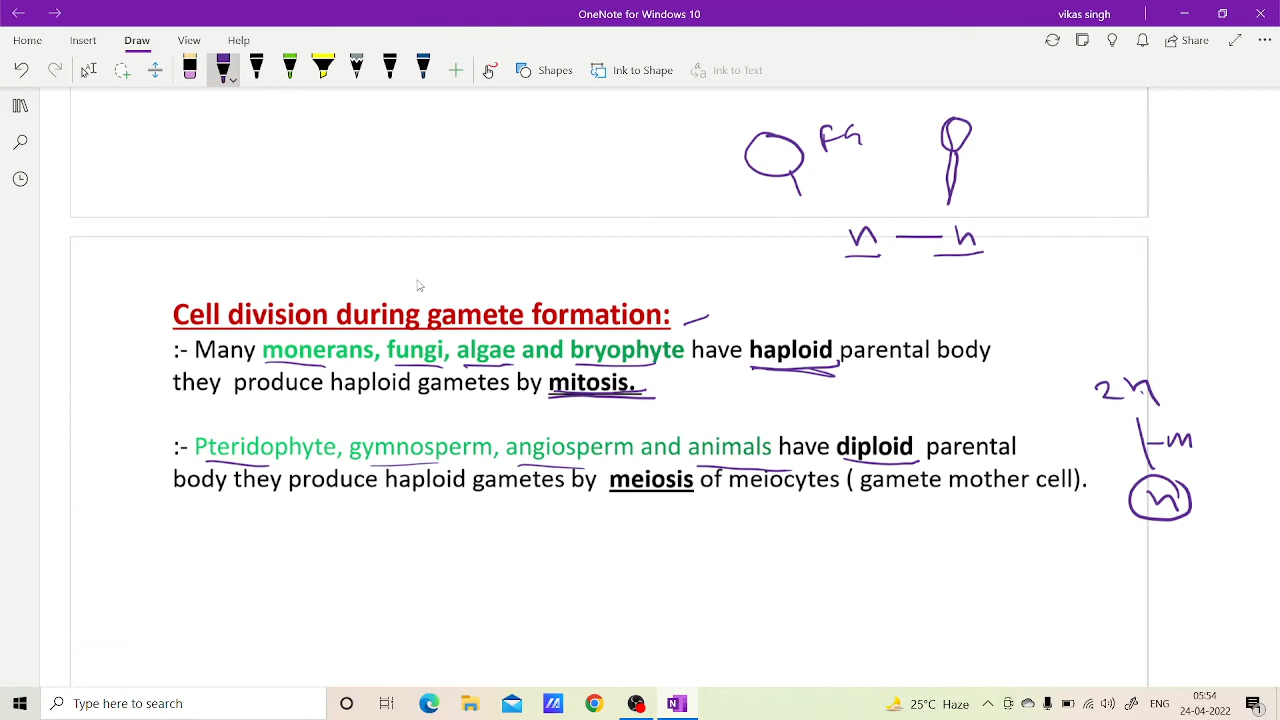 OneNote for Windows 10
vikas singh
Home Insert Draw View Help
Share
Shapes Ink to Shape Ink to Text
FG
n — n
Cell division during gamete formation:
:- Many monerans, fungi, algae and bryophyte have haploid parental body
they produce haploid gametes by mitosis.
2n
m
:- Pteridophyte, gymnosperm, angiosperm and animals have diploid parental
body they produce haploid gametes by meiosis of meiocytes ( gamete mother cell).
n
Type here to search
25°C Haze
ENG
05:54
24-04-2022